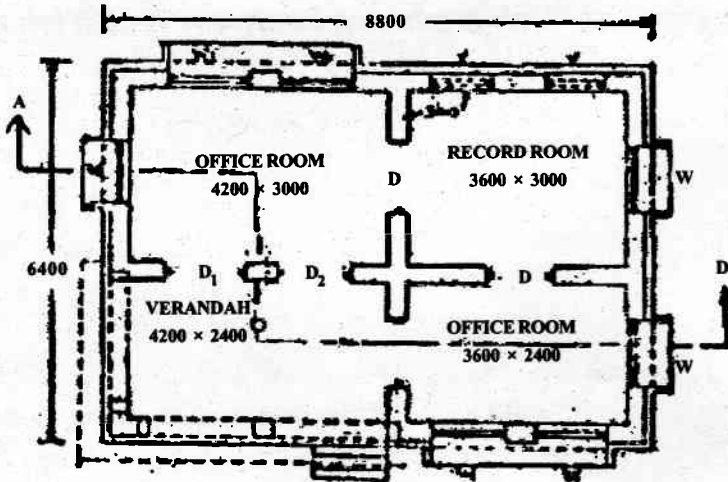 8800
A
OFFICE ROOM
4200 × 3000
D
RECORD ROOM
3600 × 3000
W
6400
D₁
D₂
D
D
VERANDAH
4200 × 2400
OFFICE ROOM
3600 × 2400
W